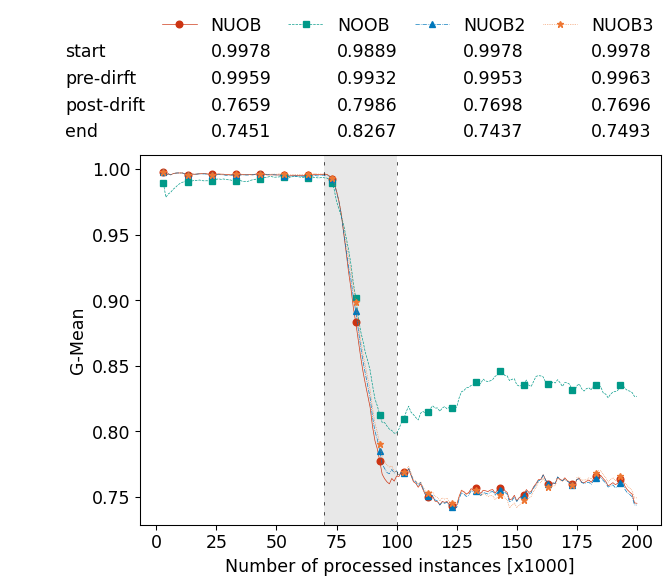 NUOB NOOB NUOB2 NUOB3
start 0.9978 0.9889 0.9978 0.9978
pre-dirft 0.9959 0.9932 0.9953 0.9963
post-drift 0.7659 0.7986 0.7698 0.7696
end 0.7451 0.8267 0.7437 0.7493
1.00
0.95
0.90
0.85
0.80
0.75
G-Mean
0 25 50 75 100 125 150 175 200
Number of processed instances [x1000]